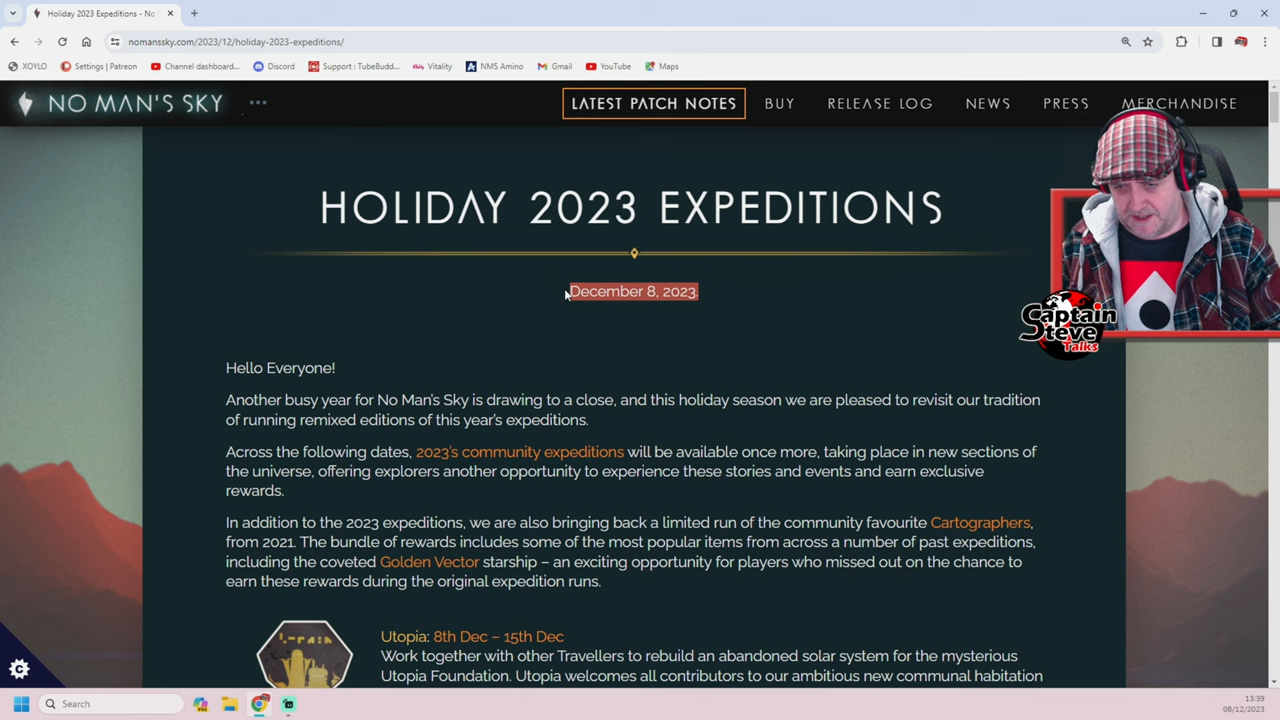 Holiday 2023 Expeditions - No
nomanssky.com/2023/12/holiday-2023-expeditions/
XOYLO
Settings | Patreon
Channel dashboard...
Discord
Support : TubeBudd...
Vitality
NMS Amino
Gmail
YouTube
Maps
NO MAN'S SKY
LATEST PATCH NOTES
BUY
RELEASE LOG
NEWS
PRESS
MERCHANDISE
HOLIDAY 2023 EXPEDITIONS
December 8, 2023.
Hello Everyone!
Another busy year for No Man's Sky is drawing to a close, and this holiday season we are pleased to revisit our tradition
of running remixed editions of this year's expeditions.
Across the following dates, 2023's community expeditions will be available once more, taking place in new sections of
the universe, offering explorers another opportunity to experience these stories and events and earn exclusive
rewards.
In addition to the 2023 expeditions, we are also bringing back a limited run of the community favourite Cartographers,
from 2021. The bundle of rewards includes some of the most popular items from across a number of past expeditions,
including the coveted Golden Vector starship – an exciting opportunity for players who missed out on the chance to
earn these rewards during the original expedition runs.
Utopia: 8th Dec – 15th Dec
Work together with other Travellers to rebuild an abandoned solar system for the mysterious
Utopia Foundation. Utopia welcomes all contributors to our ambitious new communal habitation
Captain
Steve
Talks
Search
13:39
08/12/2023